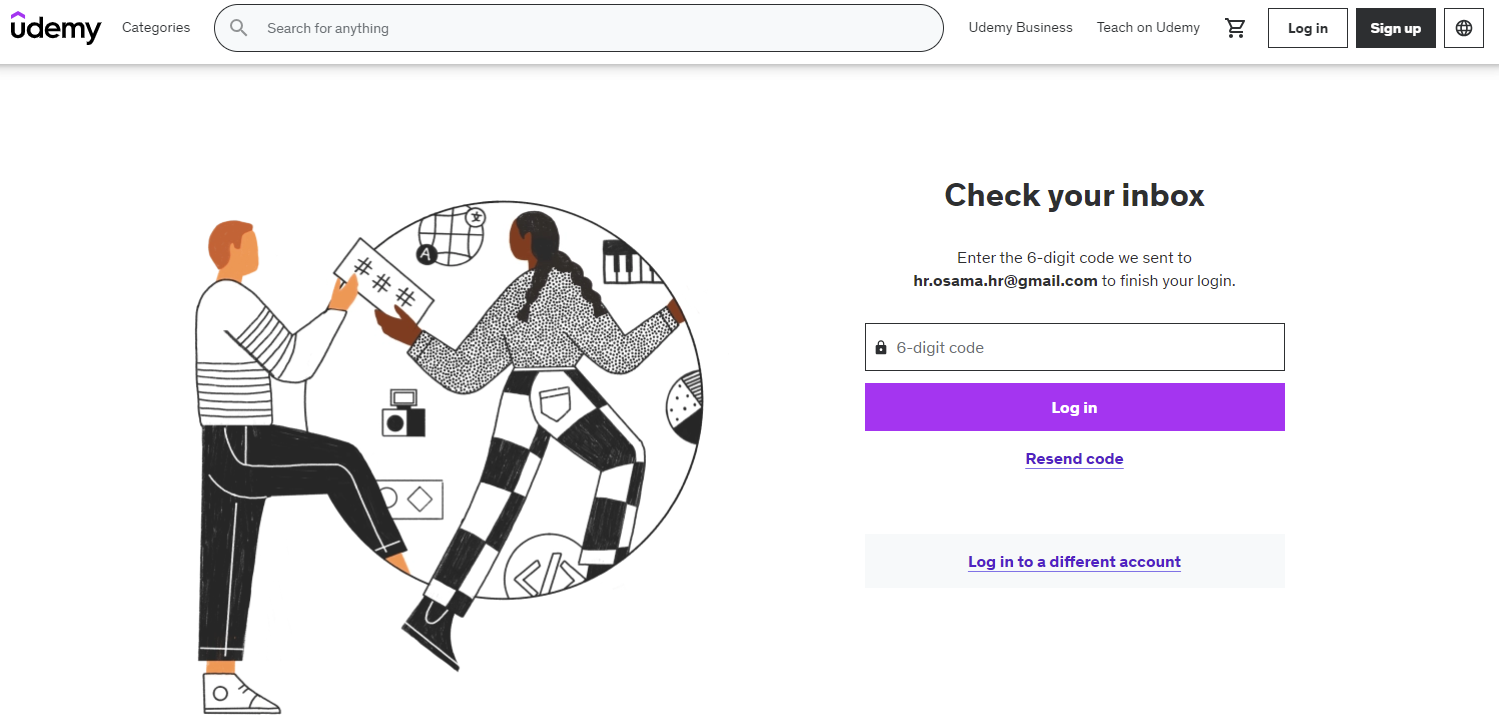 udemy
Categories
Search for anything
Udemy Business
Teach on Udemy
Log in
Sign up
Check your inbox
Enter the 6-digit code we sent to
hr.osama.hr@gmail.com to finish your login.
6-digit code
Log in
Resend code
Log in to a different account
A
文
###
</>